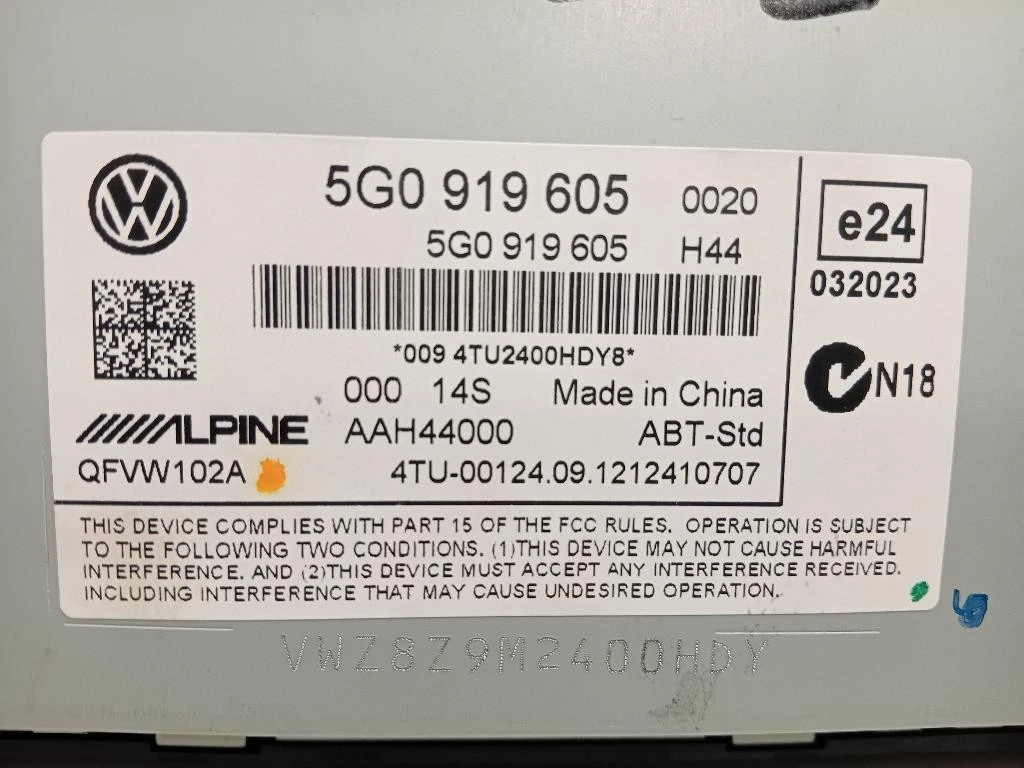 5G0 919 605 0020
5G0 919 605 H44
*009 4TU2400HDY8*
000 14S Made in China
ALPINE AAH44000 ABT-Std
QFVW102A 4TU-00124.09.1212410707
e24
032023
N18
THIS DEVICE COMPLIES WITH PART 15 OF THE FCC RULES. OPERATION IS SUBJECT
TO THE FOLLOWING TWO CONDITIONS. (1)THIS DEVICE MAY NOT CAUSE HARMFUL
INTERFERENCE. AND (2)THIS DEVICE MUST ACCEPT ANY INTERFERENCE RECEIVED.
INCLUDING INTERFERENCE THAT MAY CAUSE UNDESIRED OPERATION.
VWZ8Z9M2400HDY